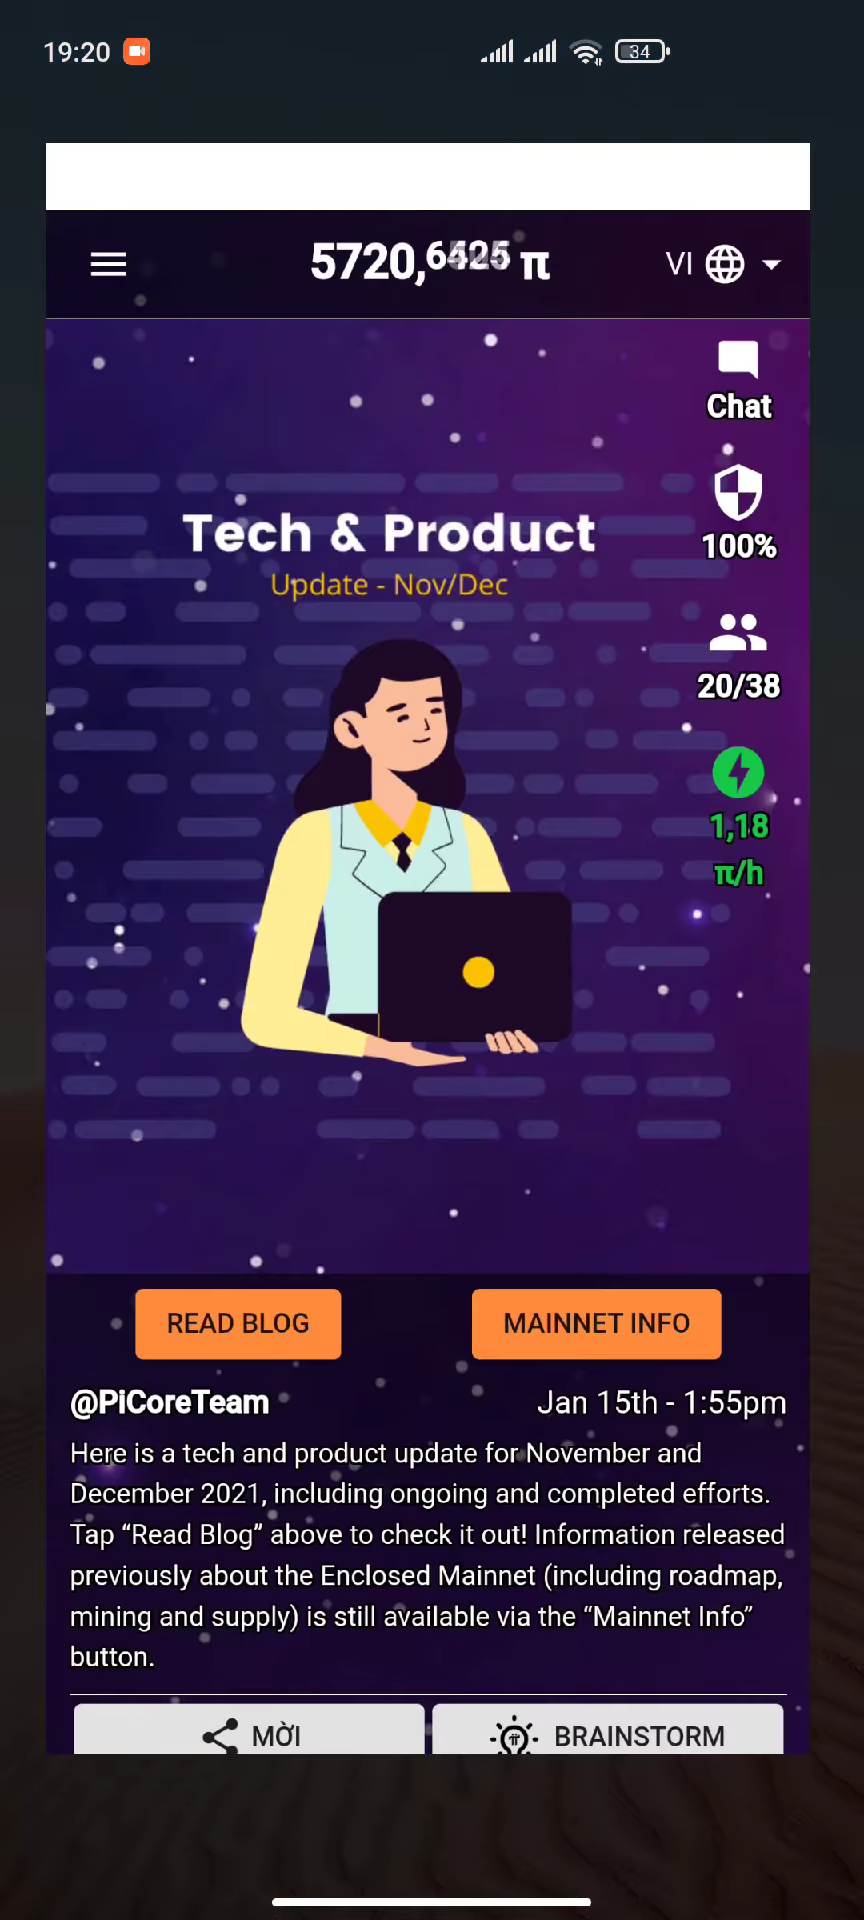 19:20
34
5720, π
VI
Chat
Tech & Product
100%
Update - Nov/Dec
20/38
1,18
π/h
READ BLOG
MAINNET INFO
@PiCoreTeam
Jan 15th - 1:55pm
Here is a tech and product update for November and
December 2021, including ongoing and completed efforts.
Tap “Read Blog” above to check it out! Information released
previously about the Enclosed Mainnet (including roadmap,
mining and supply) is still available via the “Mainnet Info”
button.
MỜI
BRAINSTORM